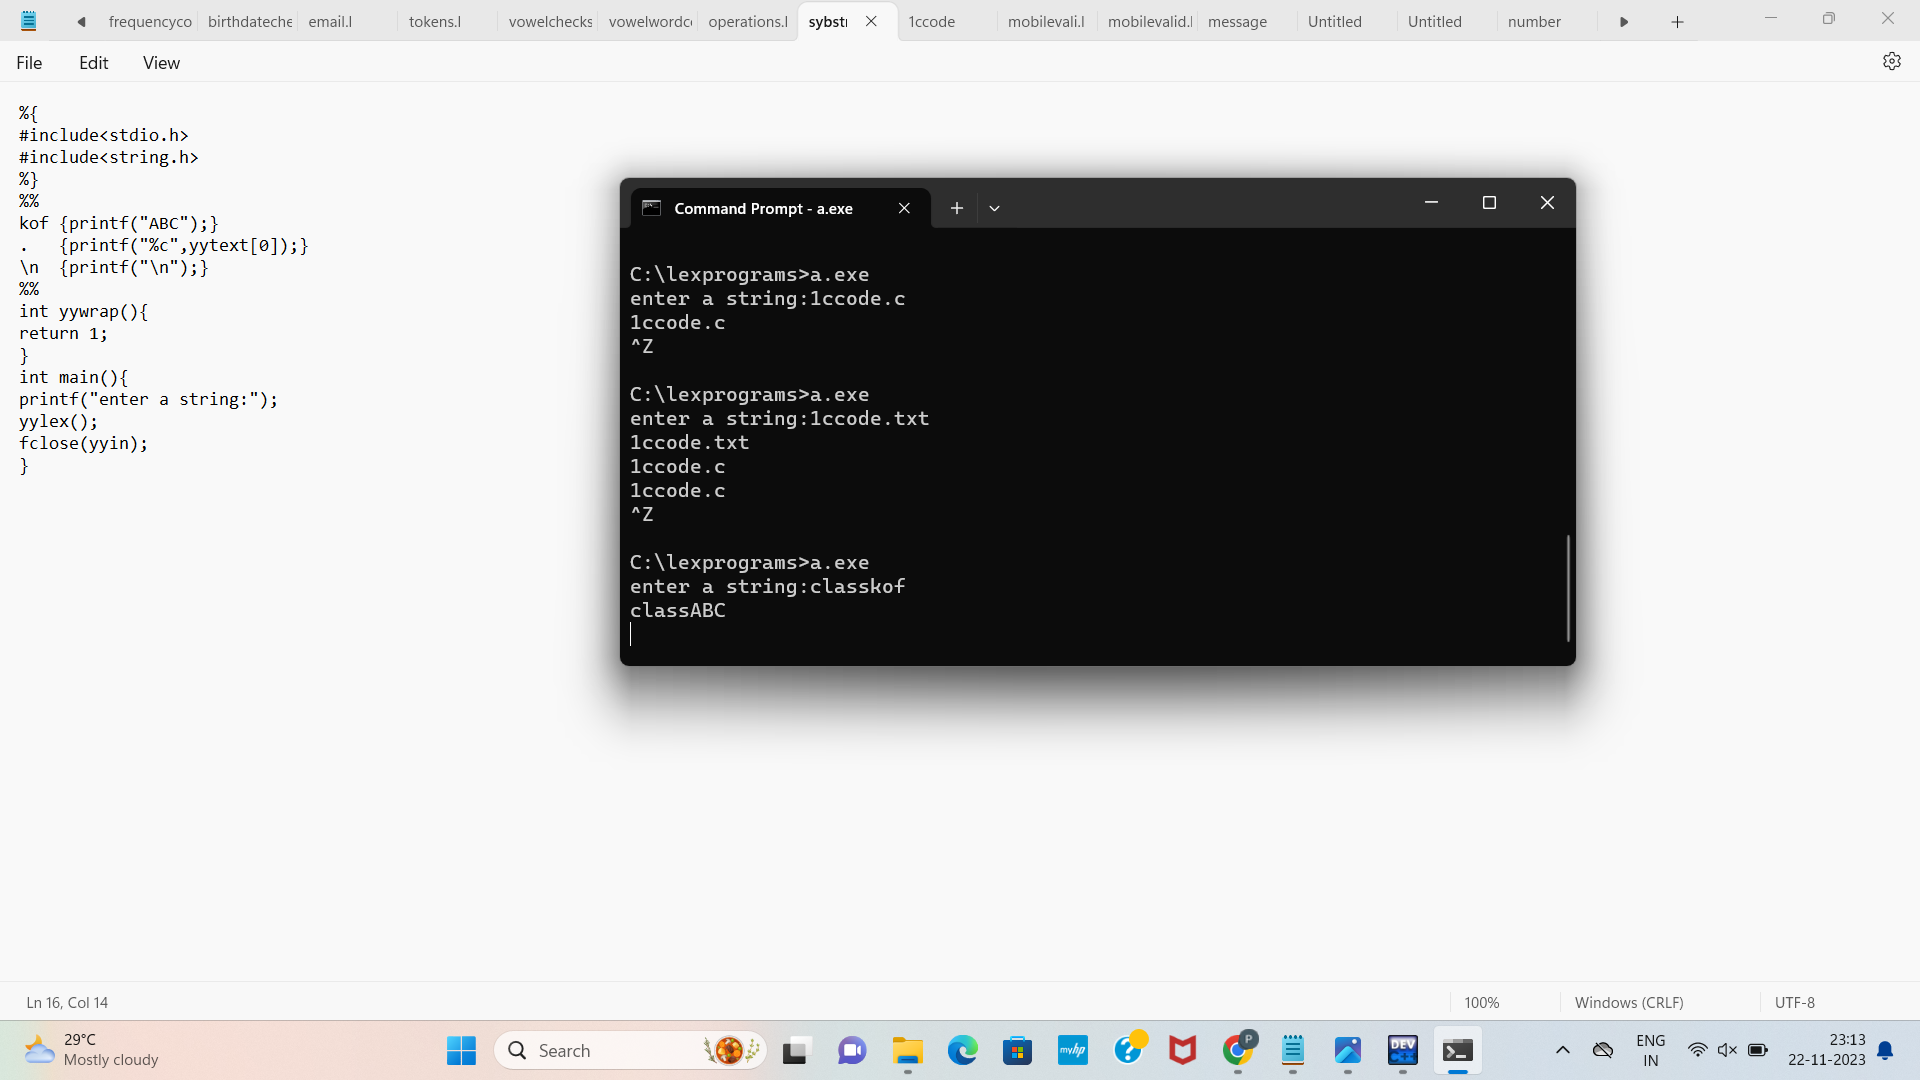 frequencyco birthdateche email.l tokens.l vowelchecks vowelwordc operations.l sybstr 1ccode mobilevali.l mobilevalid.l message Untitled Untitled number
File Edit View
%{
#include<stdio.h>
#include<string.h>
%}
%%
kof {printf("ABC");}
.   {printf("%c",yytext[0]);}
\n  {printf("\n");}
%%
int yywrap(){
return 1;
}
int main(){
printf("enter a string:");
yylex();
fclose(yyin);
}
Command Prompt - a.exe
C:\lexprograms>a.exe
enter a string:1ccode.c
1ccode.c
^Z
C:\lexprograms>a.exe
enter a string:1ccode.txt
1ccode.txt
1ccode.c
1ccode.c
^Z
C:\lexprograms>a.exe
enter a string:classkof
classABC
Ln 16, Col 14 100% Windows (CRLF) UTF-8
29°C
Mostly cloudy
Search
myhp
P
DEV
C++
ENG
IN
23:13
22-11-2023